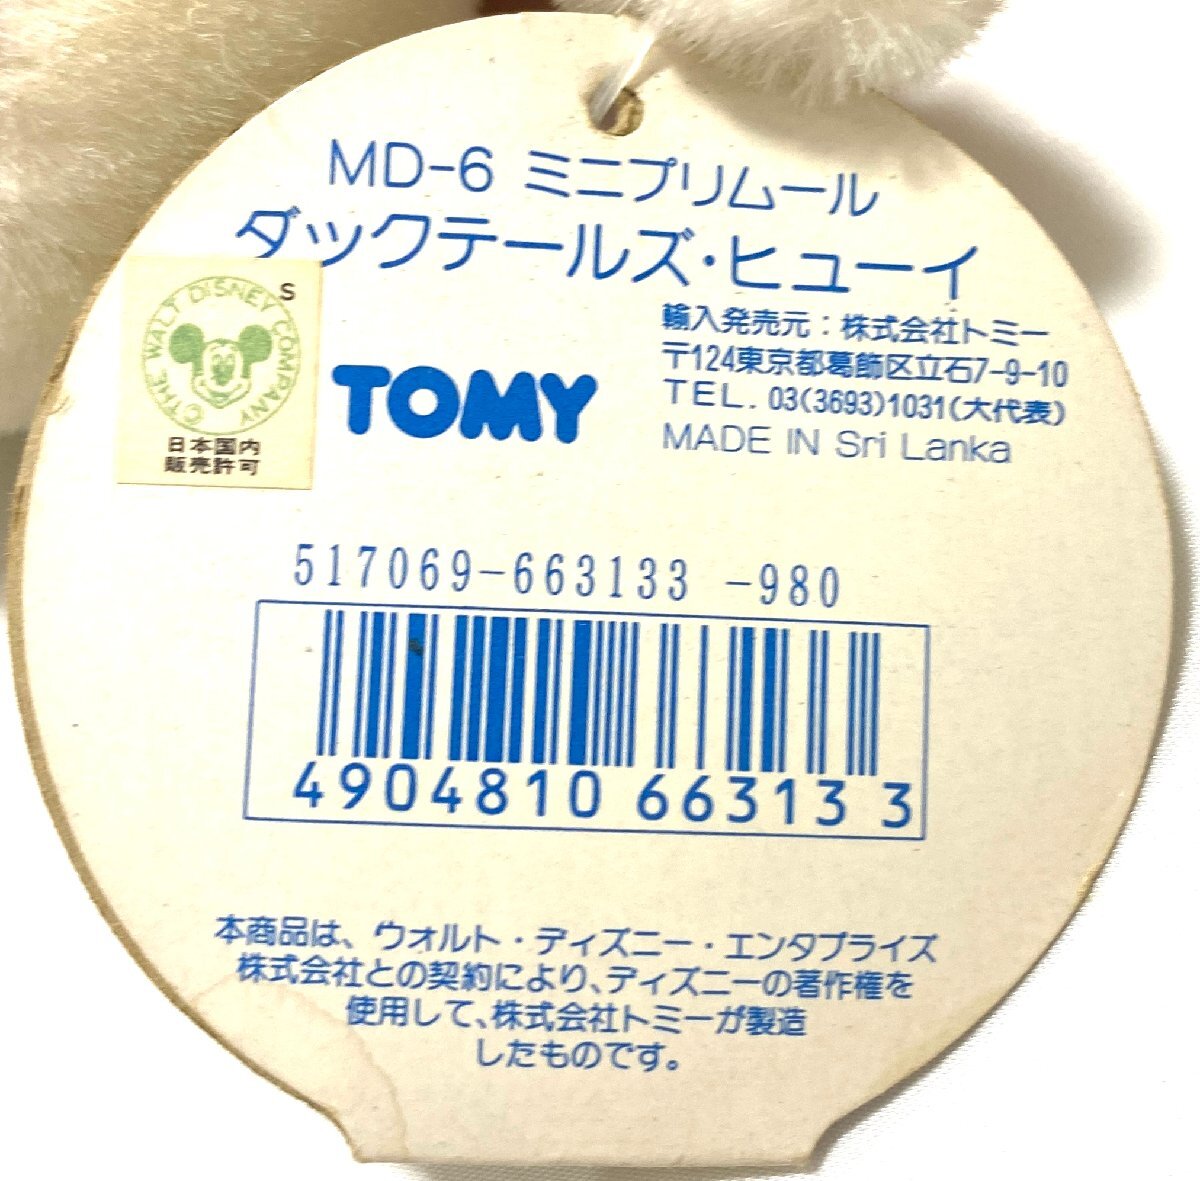 MD-6 ミニプリムール
ダックテールズ・ヒューイ
S
©THE WALT DISNEY COMPANY
日本国内
販売許可
TOMY
輸入発売元：株式会社トミー
〒124東京都葛飾区立石7-9-10
TEL. 03(3693)1031(大代表)
MADE IN Sri Lanka
517069-663133 -980
4904810 663133
本商品は、ウォルト・ディズニー・エンタプライズ
株式会社との契約により、ディズニーの著作権を
使用して、株式会社トミーが製造
したものです。